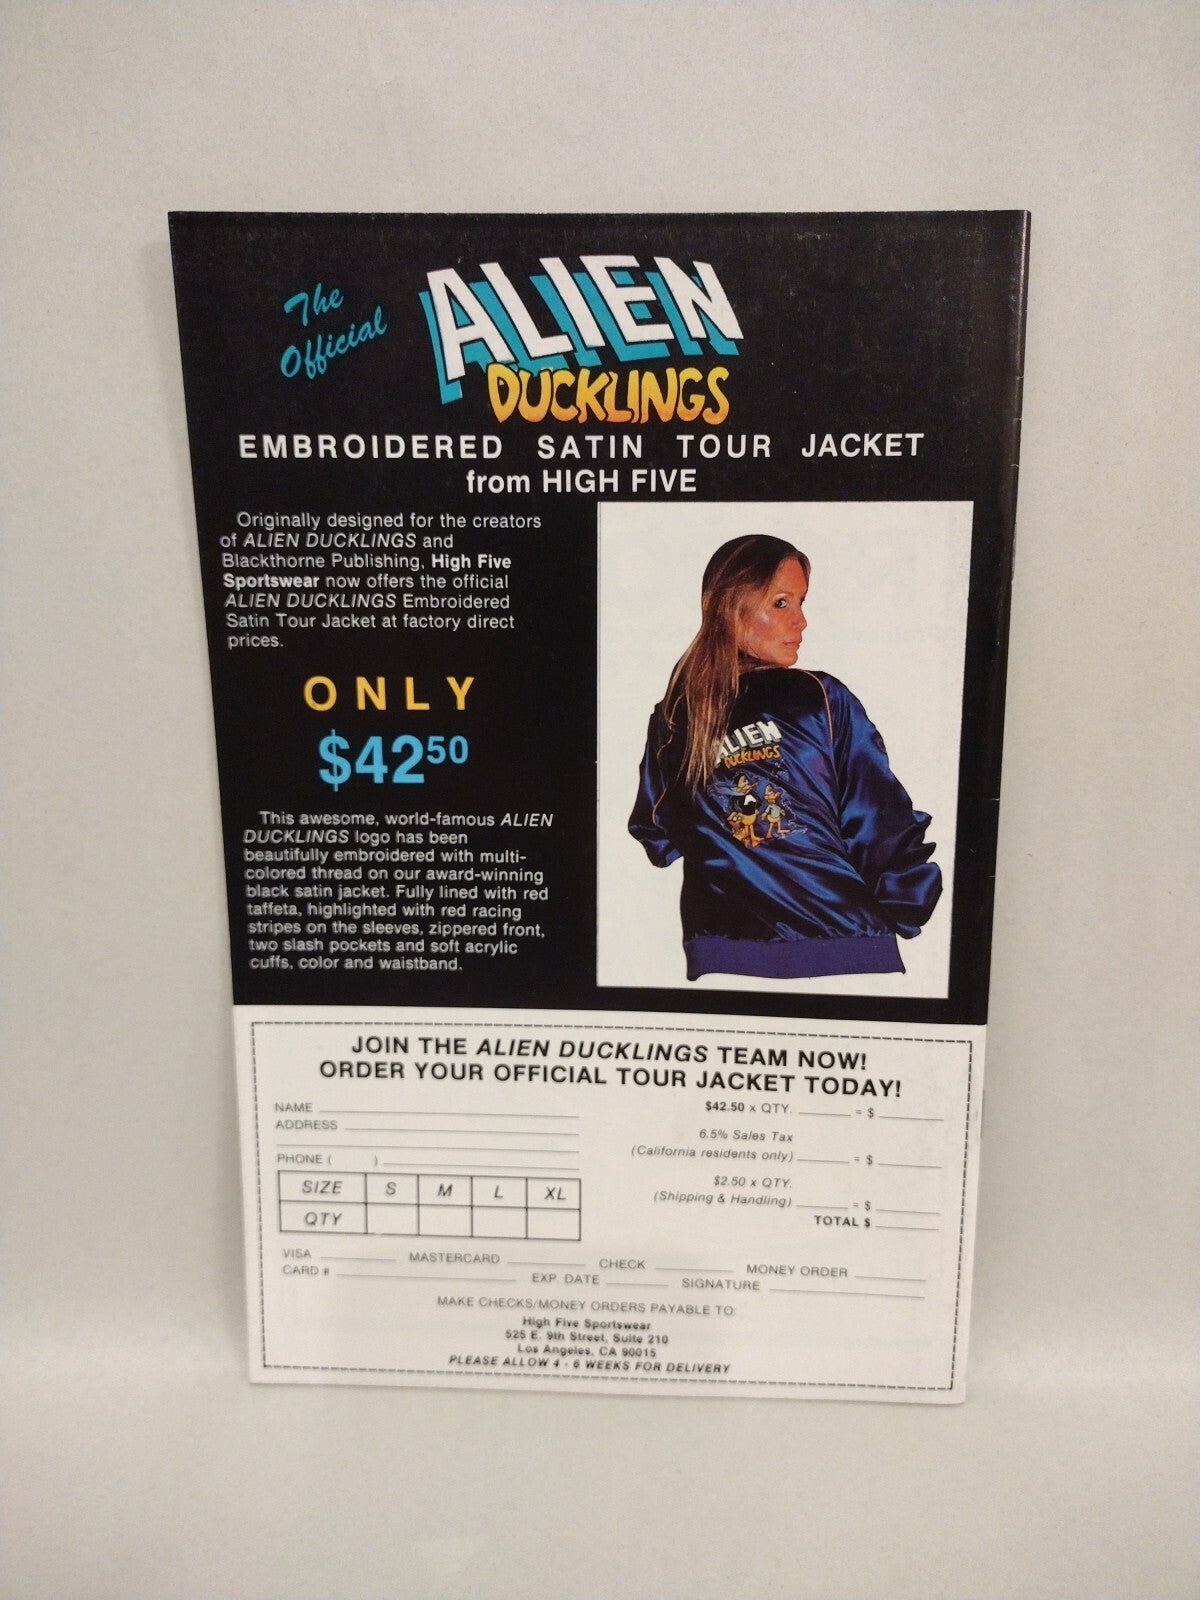 The
Official
ALIEN
DUCKLINGS
EMBROIDERED SATIN TOUR JACKET
from HIGH FIVE
Originally designed for the creators
of ALIEN DUCKLINGS and
Blackthorne Publishing, High Five
Sportswear now offers the official
ALIEN DUCKLINGS Embroidered
Satin Tour Jacket at factory direct
prices.
ONLY
$42 50
This awesome, world-famous ALIEN
DUCKLINGS logo has been
beautifully embroidered with multi-
colored thread on our award-winning
black satin jacket. Fully lined with red
taffeta, highlighted with red racing
stripes on the sleeves, zippered front,
two slash pockets and soft acrylic
cuffs, color and waistband.
ALIEN
DUCKLINGS
JOIN THE ALIEN DUCKLINGS TEAM NOW!
ORDER YOUR OFFICIAL TOUR JACKET TODAY!
NAME
ADDRESS
PHONE ( )
SIZE S M L XL
QTY
$42.50 x QTY. = $
6.5% Sales Tax
(California residents only) = $
$2.50 x QTY.
(Shipping & Handling) = $
TOTAL $
VISA MASTERCARD CHECK MONEY ORDER
CARD # EXP. DATE SIGNATURE
MAKE CHECKS/MONEY ORDERS PAYABLE TO:
High Five Sportswear
525 E. 9th Street, Suite 210
Los Angeles, CA 90015
PLEASE ALLOW 4 - 6 WEEKS FOR DELIVERY